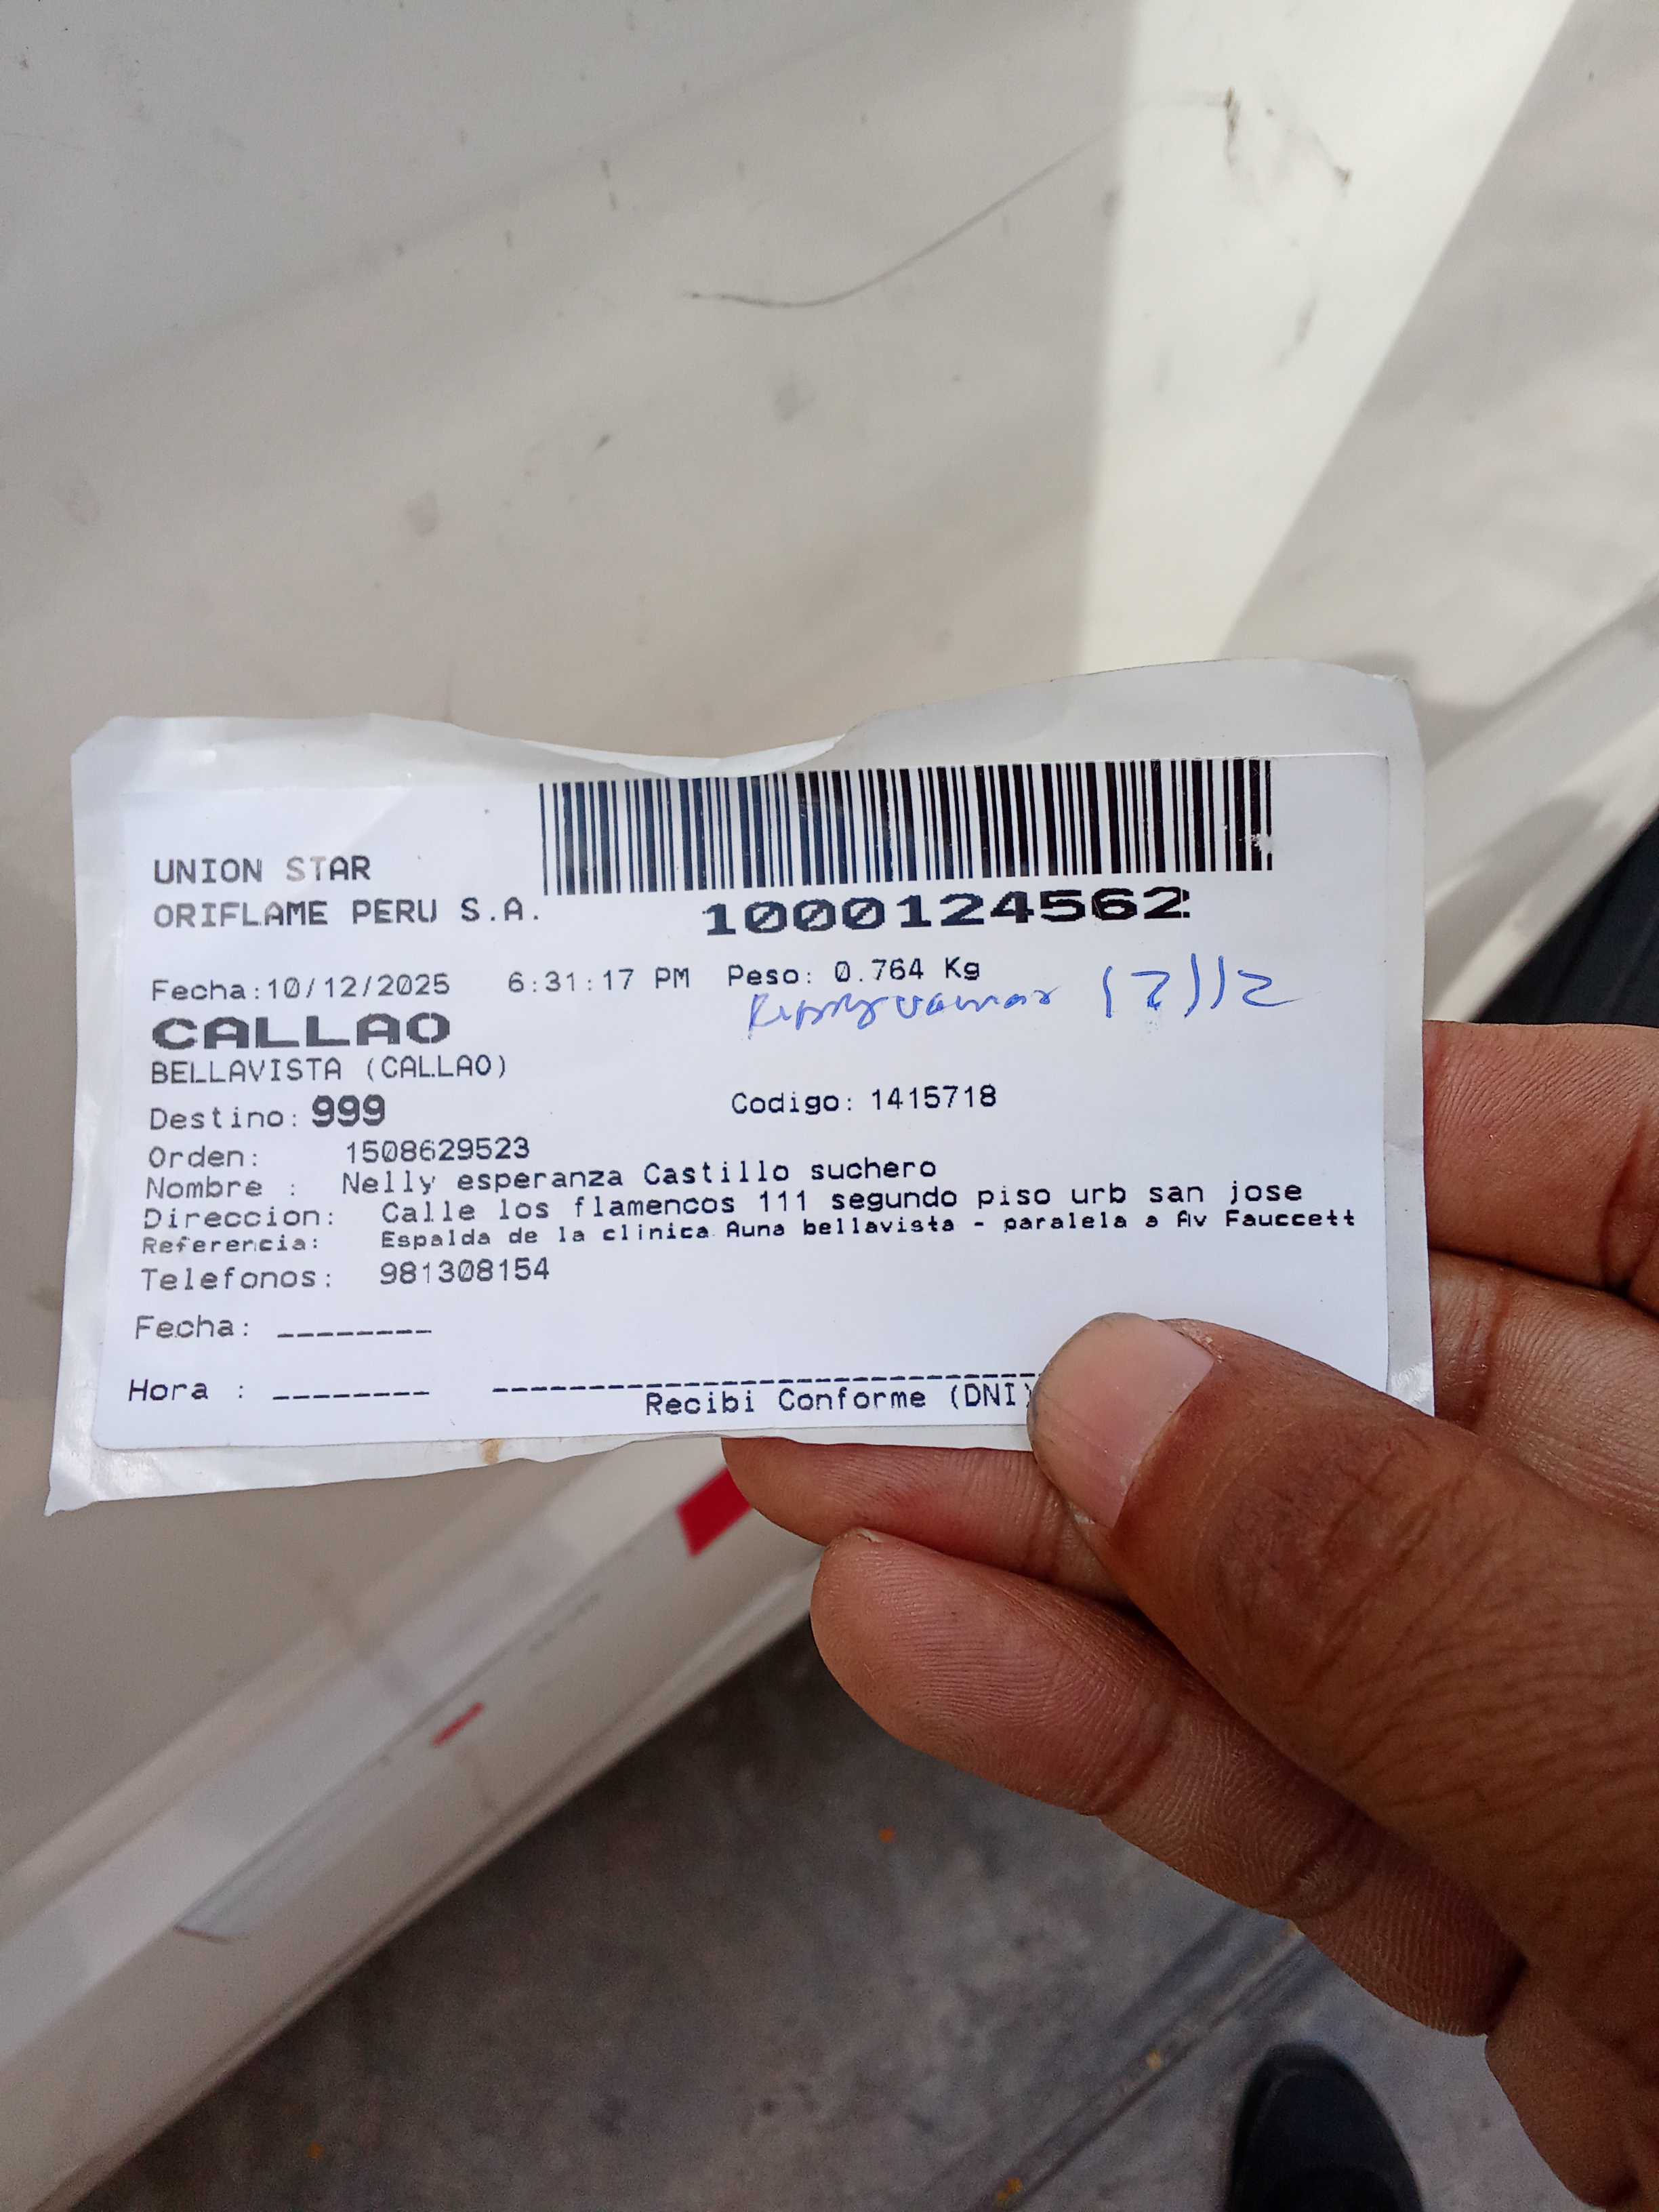 UNION STAR
ORIFLAME PERU S.A.
1000124562
Fecha:10/12/2025 6:31:17 PM Peso: 0.764 Kg
12/12
CALLAO
BELLAVISTA (CALLAO)
Destino: 999 Codigo: 1415718
Orden: 1508629523
Nombre : Nelly esperanza Castillo suchero
Direccion: Calle los flamencos 111 segundo piso urb san jose
Referencia: Espalda de la clinica Auna bellavista - paralela a Av Fauccett
Telefonos: 981308154
Fecha: --------
Hora : --------
Recibi Conforme (DNI)